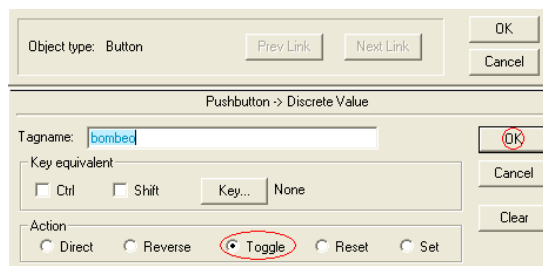 Object type: Button Prev Link Next Link OK
Cancel
Pushbutton -> Discrete Value
Tagname: bombeo OK
Key equivalent
Ctrl Shift Key... None Cancel
Clear
Action
Direct Reverse Toggle Reset Set